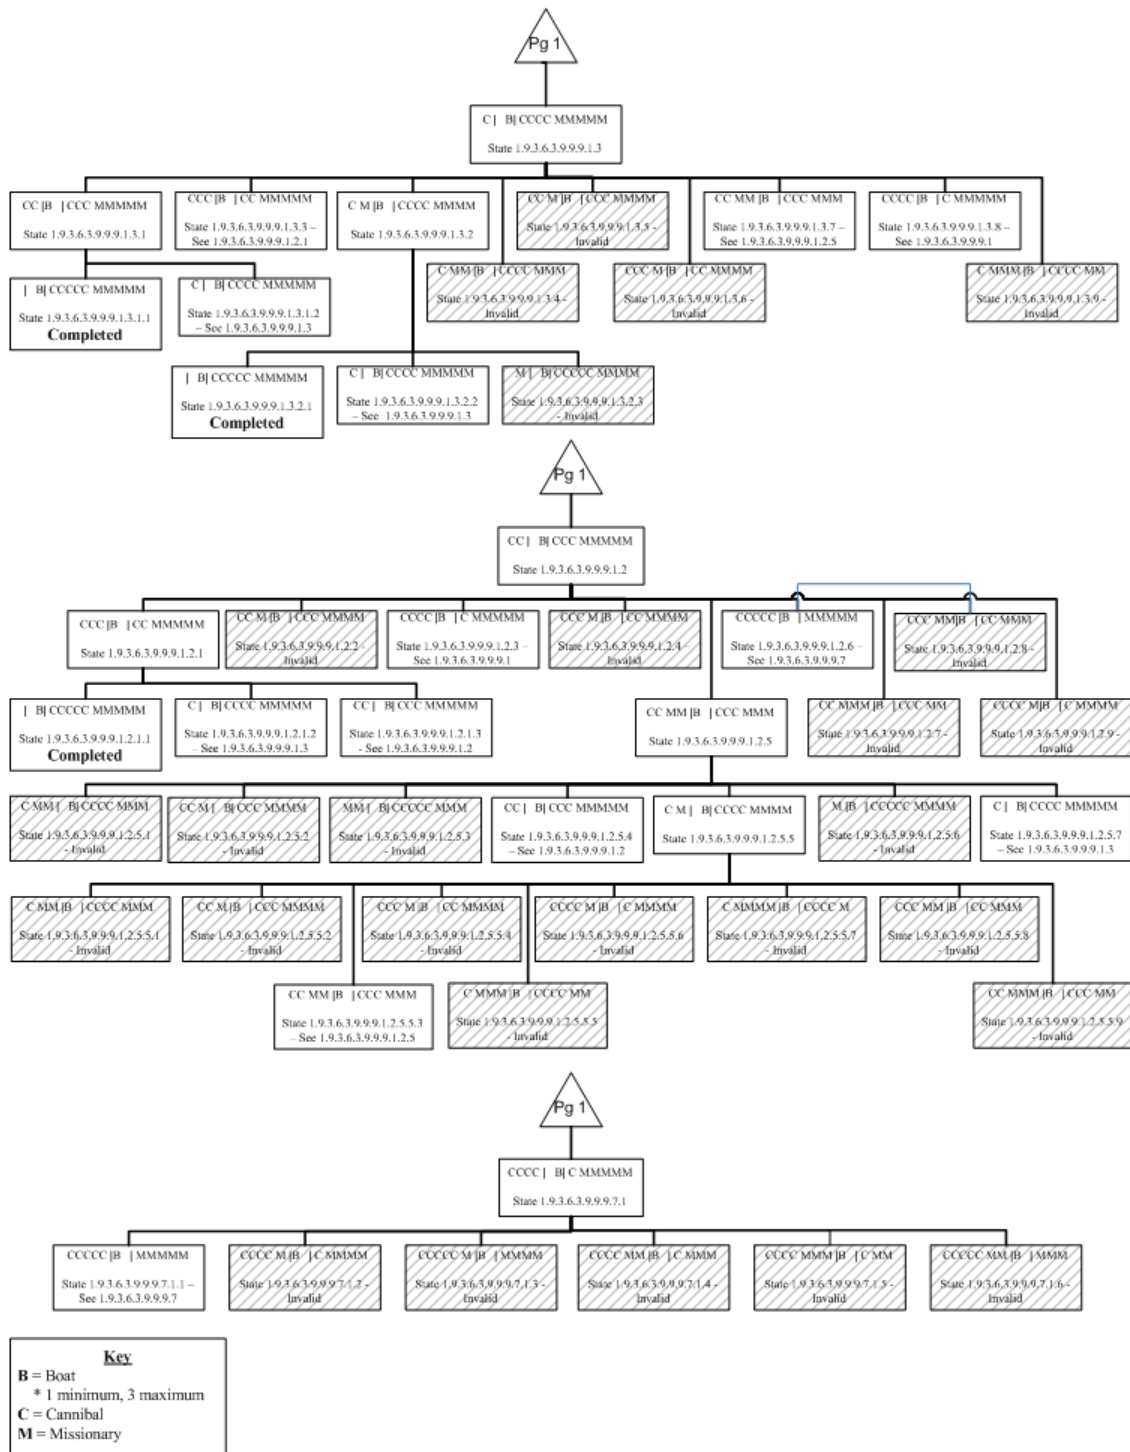 Pg 1
C | B| CCCC MMMMM
State 1.9.3.6.3.9.9.9.1.3
CC |B | CCC MMMMM
State 1.9.3.6.3.9.9.9.1.3.1
CCC |B | CC MMMMM
State 1.9.3.6.3.9.9.9.1.3.3 –
See 1.9.3.6.3.9.9.9.1.2.1
C M |B | CCCC MMMM
State 1.9.3.6.3.9.9.9.1.3.2
CC M |B | CCC MMMMM
State 1.9.3.6.3.9.9.9.1.3.5 -
Invalid
CC MM |B | CCC MMM
State 1.9.3.6.3.9.9.9.1.3.7 –
See 1.9.3.6.3.9.9.9.1.2.5
CCCC |B | C MMMMM
State 1.9.3.6.3.9.9.9.1.3.8 –
See 1.9.3.6.3.9.9.9.1
C MM |B | CCCC MMM
State 1.9.3.6.3.9.9.9.1.3.4 -
Invalid
CCC M |B | CC MMMM
State 1.9.3.6.3.9.9.9.1.3.6 -
Invalid
C MMM |B | CCCC MM
State 1.9.3.6.3.9.9.9.1.3.9 -
Invalid
| B| CCCCC MMMMM
State 1.9.3.6.3.9.9.9.1.3.1.1
Completed
C | B| CCCC MMMMM
State 1.9.3.6.3.9.9.9.1.3.1.2
– See 1.9.3.6.3.9.9.9.1.3
| B| CCCCC MMMMM
State 1.9.3.6.3.9.9.9.1.3.2.1
Completed
C | B| CCCC MMMMM
State 1.9.3.6.3.9.9.9.1.3.2.2
– See 1.9.3.6.3.9.9.9.1.3
M | B| CCCCC MMMM
State 1.9.3.6.3.9.9.9.1.3.2.3
- Invalid
Pg 1
CC | B| CCC MMMMM
State 1.9.3.6.3.9.9.9.1.2
CCC |B | CC MMMMM
State 1.9.3.6.3.9.9.9.1.2.1
CC M |B | CCC MMMM
State 1.9.3.6.3.9.9.9.1.2.2 -
Invalid
CCCC |B | C MMMMM
State 1.9.3.6.3.9.9.9.1.2.3 –
See 1.9.3.6.3.9.9.9.1
CCC M |B | CC MMMM
State 1.9.3.6.3.9.9.9.1.2.4 –
Invalid
CCCCC |B | MMMMM
State 1.9.3.6.3.9.9.9.1.2.6 –
See 1.9.3.6.3.9.9.9.7
CCC MM|B | CC MMM
State 1.9.3.6.3.9.9.9.1.2.8 -
Invalid
| B| CCCCC MMMMM
State 1.9.3.6.3.9.9.9.1.2.1.1
Completed
C | B| CCCC MMMMM
State 1.9.3.6.3.9.9.9.1.2.1.2
– See 1.9.3.6.3.9.9.9.1.3
CC | B| CCC MMMMM
State 1.9.3.6.3.9.9.9.1.2.1.3
- See 1.9.3.6.3.9.9.9.1.2
CC MM |B | CCC MMM
State 1.9.3.6.3.9.9.9.1.2.5
CC MMM |B | CCC MM
State 1.9.3.6.3.9.9.9.1.2.7 -
Invalid
CCCC M|B | C MMMM
State 1.9.3.6.3.9.9.9.1.2.9 -
Invalid
C MM | B| CCCC MMM
State 1.9.3.6.3.9.9.9.1.2.5.1
- Invalid
CC M | B| CCC MMMM
State 1.9.3.6.3.9.9.9.1.2.5.2
- Invalid
MM | B| CCCCC MMM
State 1.9.3.6.3.9.9.9.1.2.5.3
- Invalid
CC | B| CCC MMMMM
State 1.9.3.6.3.9.9.9.1.2.5.4
– See 1.9.3.6.3.9.9.9.1.2
C M | B| CCCC MMMM
State 1.9.3.6.3.9.9.9.1.2.5.5
M |B | CCCCC MMMM
State 1.9.3.6.3.9.9.9.1.2.5.6
- Invalid
C | B| CCCC MMMMM
State 1.9.3.6.3.9.9.9.1.2.5.7
– See 1.9.3.6.3.9.9.9.1.3
C MM |B | CCCC MMM
State 1.9.3.6.3.9.9.9.1.2.5.5.1
- Invalid
CC M |B | CCC MMMM
State 1.9.3.6.3.9.9.9.1.2.5.5.2
- Invalid
CCC M |B | CC MMMM
State 1.9.3.6.3.9.9.9.1.2.5.5.4
- Invalid
CCCC M |B | C MMMM
State 1.9.3.6.3.9.9.9.1.2.5.5.6
- Invalid
C MMMM |B | CCCC M
State 1.9.3.6.3.9.9.9.1.2.5.5.7
- Invalid
CCC MM |B | CC MMM
State 1.9.3.6.3.9.9.9.1.2.5.5.8
- Invalid
CC MM |B | CCC MMM
State 1.9.3.6.3.9.9.9.1.2.5.5.3
– See 1.9.3.6.3.9.9.9.1.2.5
C MMM |B | CCCC MM
State 1.9.3.6.3.9.9.9.1.2.5.5.5
- Invalid
CC MMM |B | CCC MM
State 1.9.3.6.3.9.9.9.1.2.5.5.9
- Invalid
Pg 1
CCCC | B| C MMMMM
State 1.9.3.6.3.9.9.9.7.1
CCCCC |B | MMMMM
State 1.9.3.6.3.9.9.9.7.1.1 –
See 1.9.3.6.3.9.9.9.7
CCCC M |B | C MMMM
State 1.9.3.6.3.9.9.9.7.1.2 -
Invalid
CCCCC M |B | MMMM
State 1.9.3.6.3.9.9.9.7.1.3 -
Invalid
CCCC MM |B | C MMM
State 1.9.3.6.3.9.9.9.7.1.4 -
Invalid
CCCC MMM |B | C MM
State 1.9.3.6.3.9.9.9.7.1.5 -
Invalid
CCCCC MM |B | MMM
State 1.9.3.6.3.9.9.9.7.1.6 -
Invalid
Key
B = Boat
* 1 minimum, 3 maximum
C = Cannibal
M = Missionary